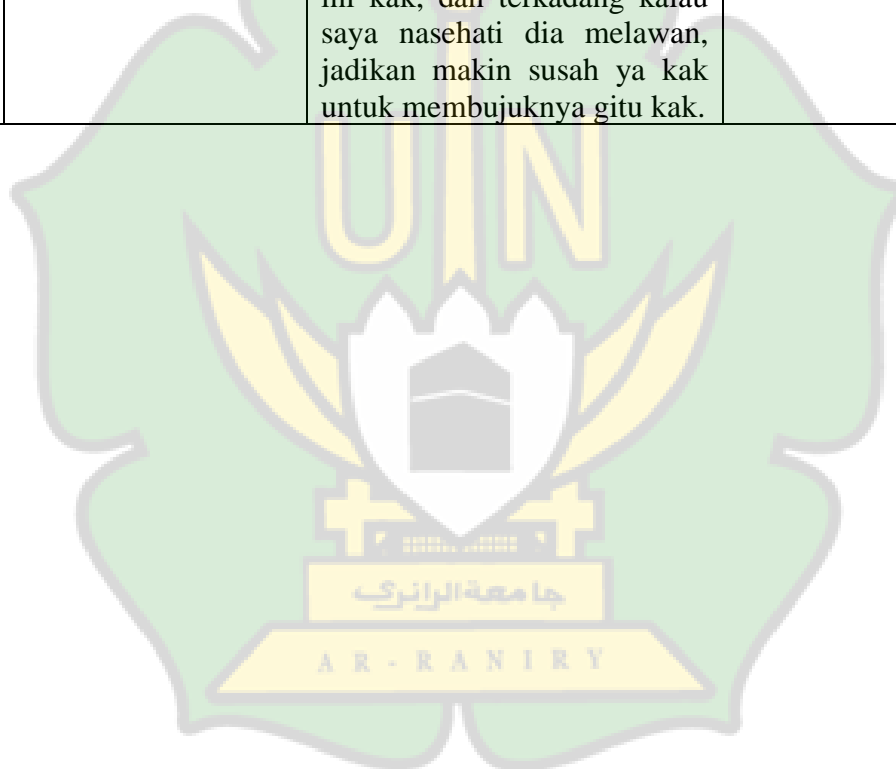 ini kak, dan terkadang kalau
saya nasehati dia melawan,
jadikan makin susah ya kak
untuk membujuknya gitu kak.
UIN
جامعة الرانري
AR-RANIRY